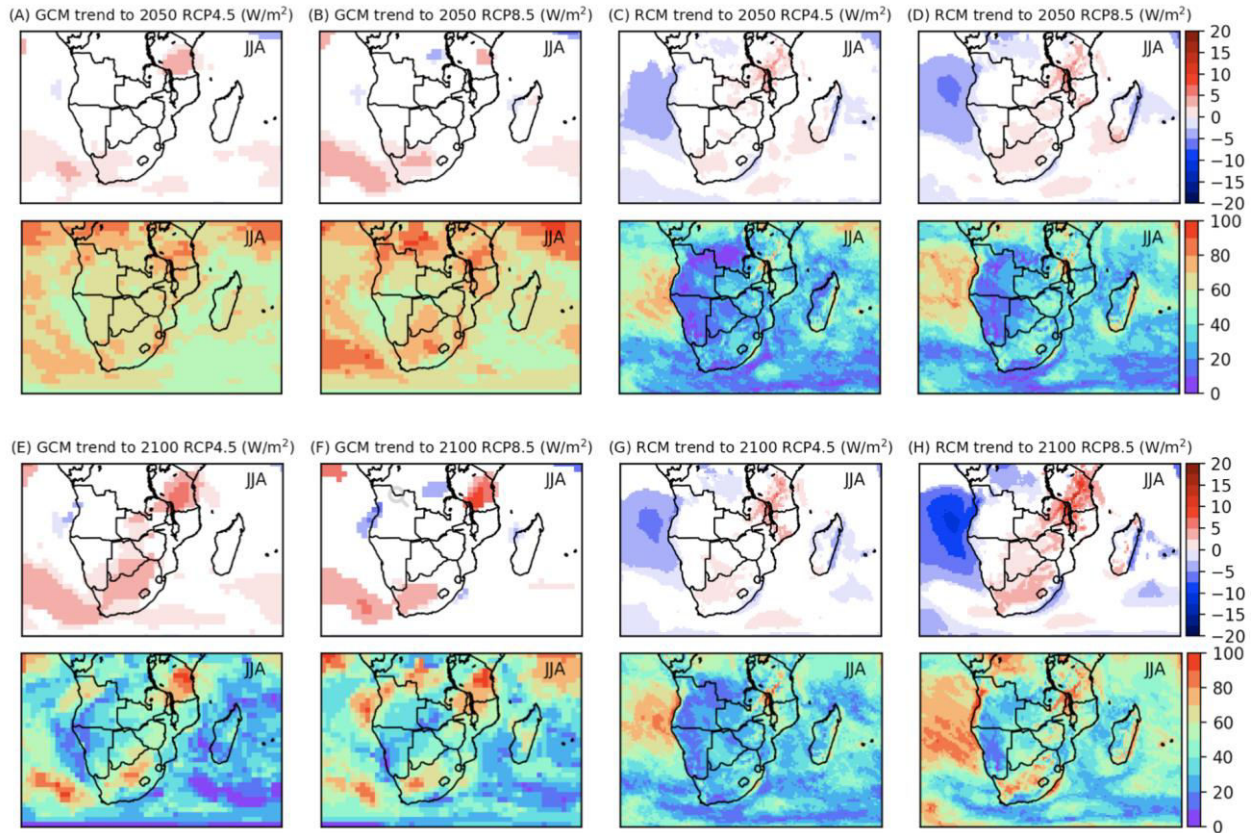 (A) GCM trend to 2050 RCP4.5 (W/m²)
(B) GCM trend to 2050 RCP8.5 (W/m²)
(C) RCM trend to 2050 RCP4.5 (W/m²)
(D) RCM trend to 2050 RCP8.5 (W/m²)
JJA
JJA
JJA
JJA
20
15
10
5
0
−5
−10
−15
−20
JJA
JJA
JJA
JJA
100
80
60
40
20
0
(E) GCM trend to 2100 RCP4.5 (W/m²)
(F) GCM trend to 2100 RCP8.5 (W/m²)
(G) RCM trend to 2100 RCP4.5 (W/m²)
(H) RCM trend to 2100 RCP8.5 (W/m²)
JJA
JJA
JJA
JJA
20
15
10
5
0
−5
−10
−15
−20
JJA
JJA
JJA
JJA
100
80
60
40
20
0